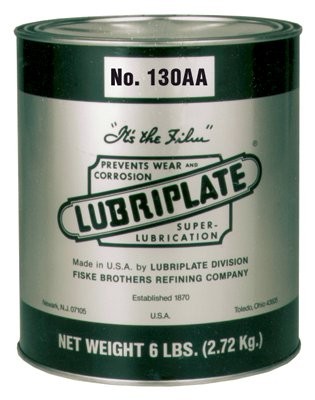 No. 130AA
"It's the Film"
®
PREVENTS WEAR AND
CORROSION
LUBRIPLATE
SUPER-
LUBRICATION
Made in U.S.A. by LUBRIPLATE DIVISION
FISKE BROTHERS REFINING COMPANY
Established 1870
Newark, N.J. 07105
Toledo, Ohio 43605
U.S.A.
NET WEIGHT 6 LBS. (2.72 Kg.)